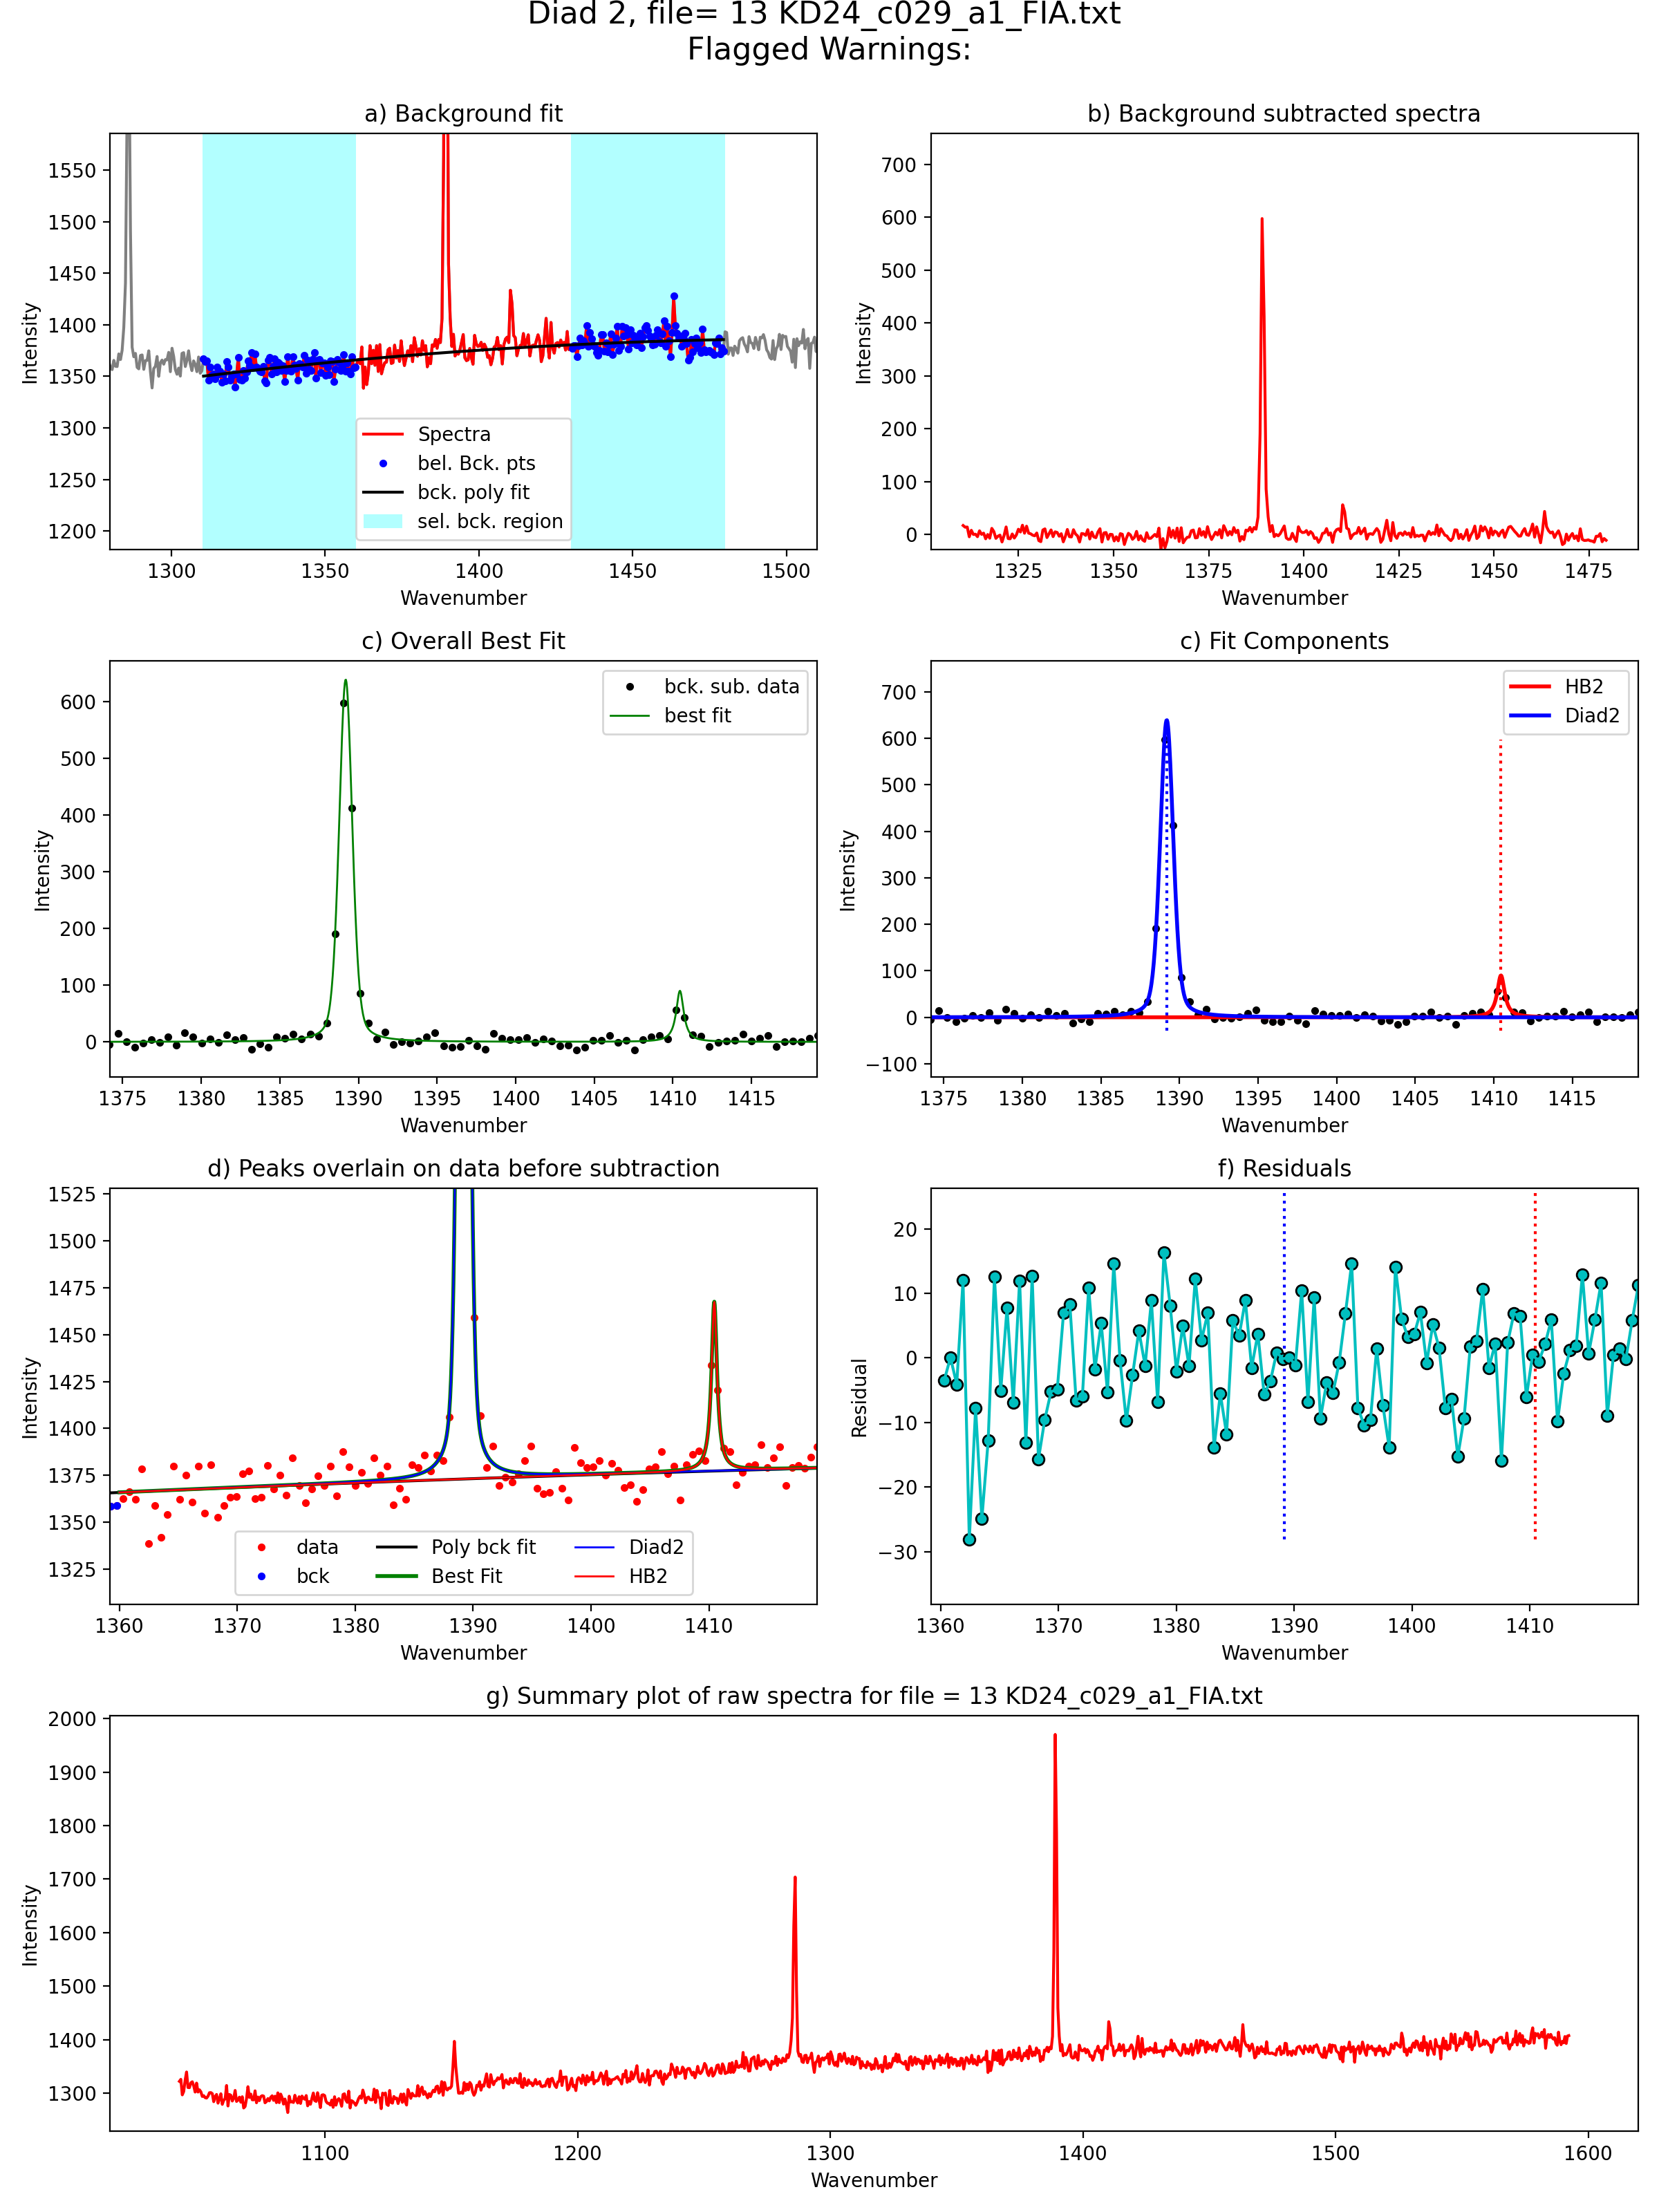 Diad 2, file= 13 KD24_c029_a1_FIA.txt
Flagged Warnings:
a) Background fit
Intensity
1550
1500
1450
1400
1350
1300
1250
1200
Spectra
bel. Bck. pts
bck. poly fit
sel. bck. region
1300 1350 1400 1450 1500
Wavenumber
b) Background subtracted spectra
Intensity
700
600
500
400
300
200
100
0
1325 1350 1375 1400 1425 1450 1475
Wavenumber
c) Overall Best Fit
Intensity
600
500
400
300
200
100
0
bck. sub. data
best fit
1375 1380 1385 1390 1395 1400 1405 1410 1415
Wavenumber
c) Fit Components
Intensity
700
600
500
400
300
200
100
0
−100
HB2
Diad2
1375 1380 1385 1390 1395 1400 1405 1410 1415
Wavenumber
d) Peaks overlain on data before subtraction
Intensity
1525
1500
1475
1450
1425
1400
1375
1350
1325
data Poly bck fit Diad2
bck Best Fit HB2
1360 1370 1380 1390 1400 1410
Wavenumber
f) Residuals
Residual
20
10
0
−10
−20
−30
1360 1370 1380 1390 1400 1410
Wavenumber
g) Summary plot of raw spectra for file = 13 KD24_c029_a1_FIA.txt
Intensity
2000
1900
1800
1700
1600
1500
1400
1300
1100 1200 1300 1400 1500 1600
Wavenumber